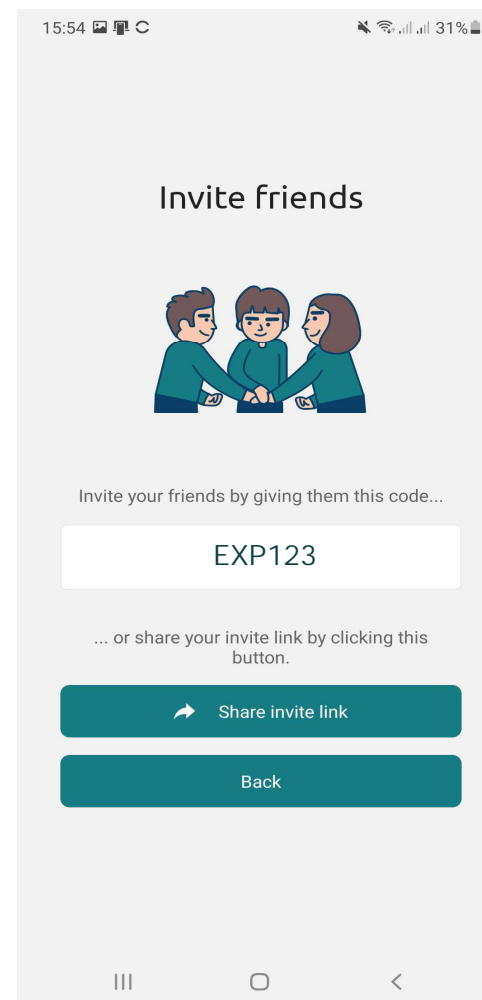 15:54 31%
Invite friends
Invite your friends by giving them this code...
EXP123
... or share your invite link by clicking this
button.
Share invite link
Back